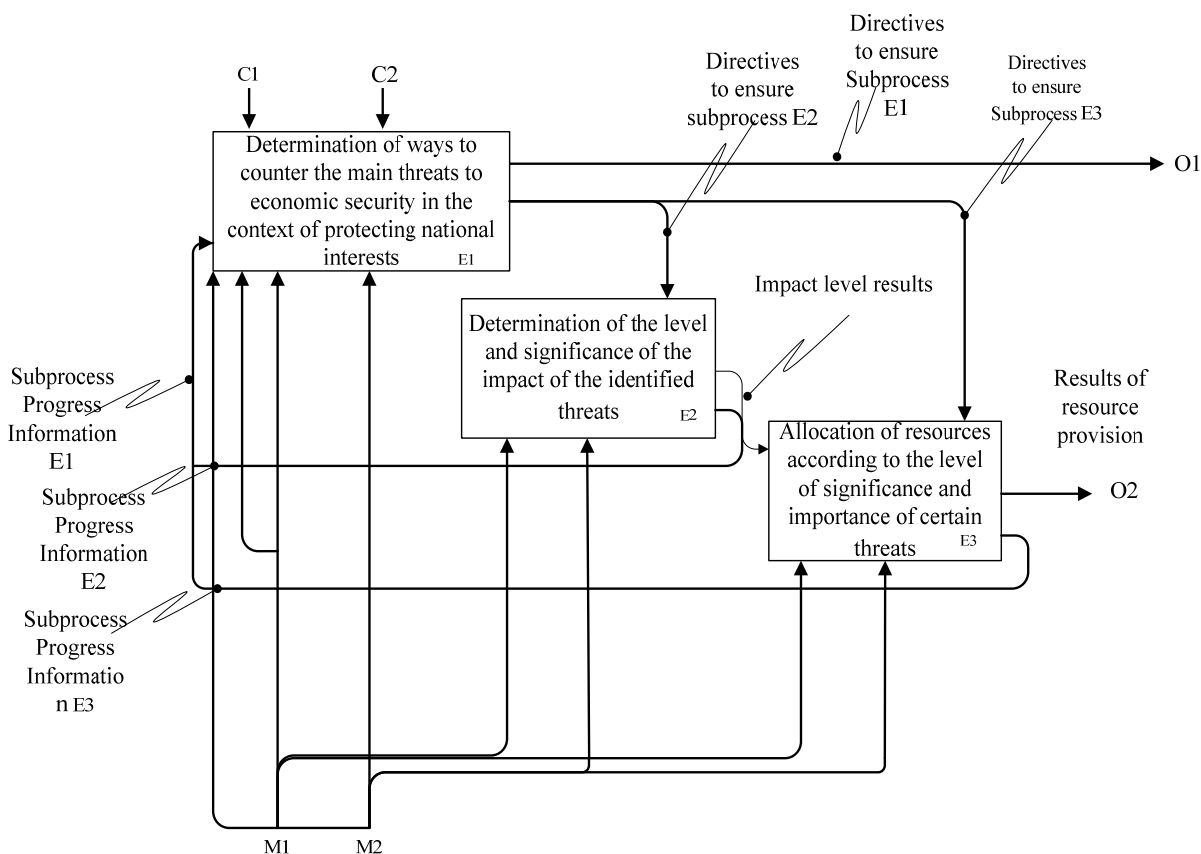 C1
C2
Directives
to ensure
subprocess E2
Directives
to ensure
Subprocess
E1
Directives
to ensure
Subprocess E3
O1
Determination of ways to
counter the main threats to
economic security in the
context of protecting national
interests
E1
Impact level results
Determination of the level
and significance of the
impact of the identified
threats
E2
Results of
resource
provision
O2
Allocation of resources
according to the level
of significance and
importance of certain
threats
E3
Subprocess
Progress
Information
E1
Subprocess
Progress
Information
E2
Subprocess
Progress
Informatio
n E3
M1
M2